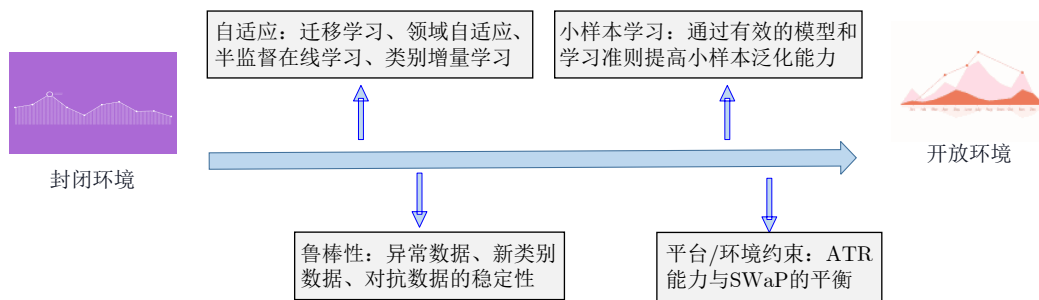 自适应：迁移学习、领域自适应、
半监督在线学习、类别增量学习
小样本学习：通过有效的模型和
学习准则提高小样本泛化能力
封闭环境
开放环境
鲁棒性：异常数据、新类别
数据、对抗数据的稳定性
平台/环境约束：ATR
能力与SWaP的平衡